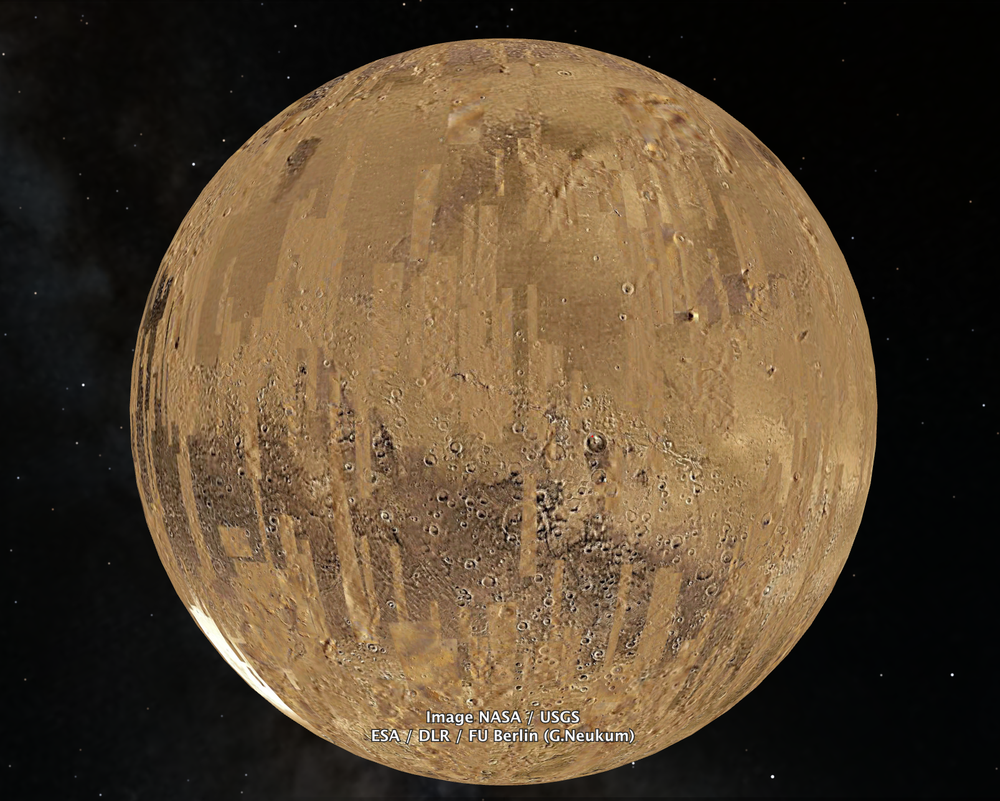 Image NASA / USGS
ESA / DLR / FU Berlin (G.Neukum)